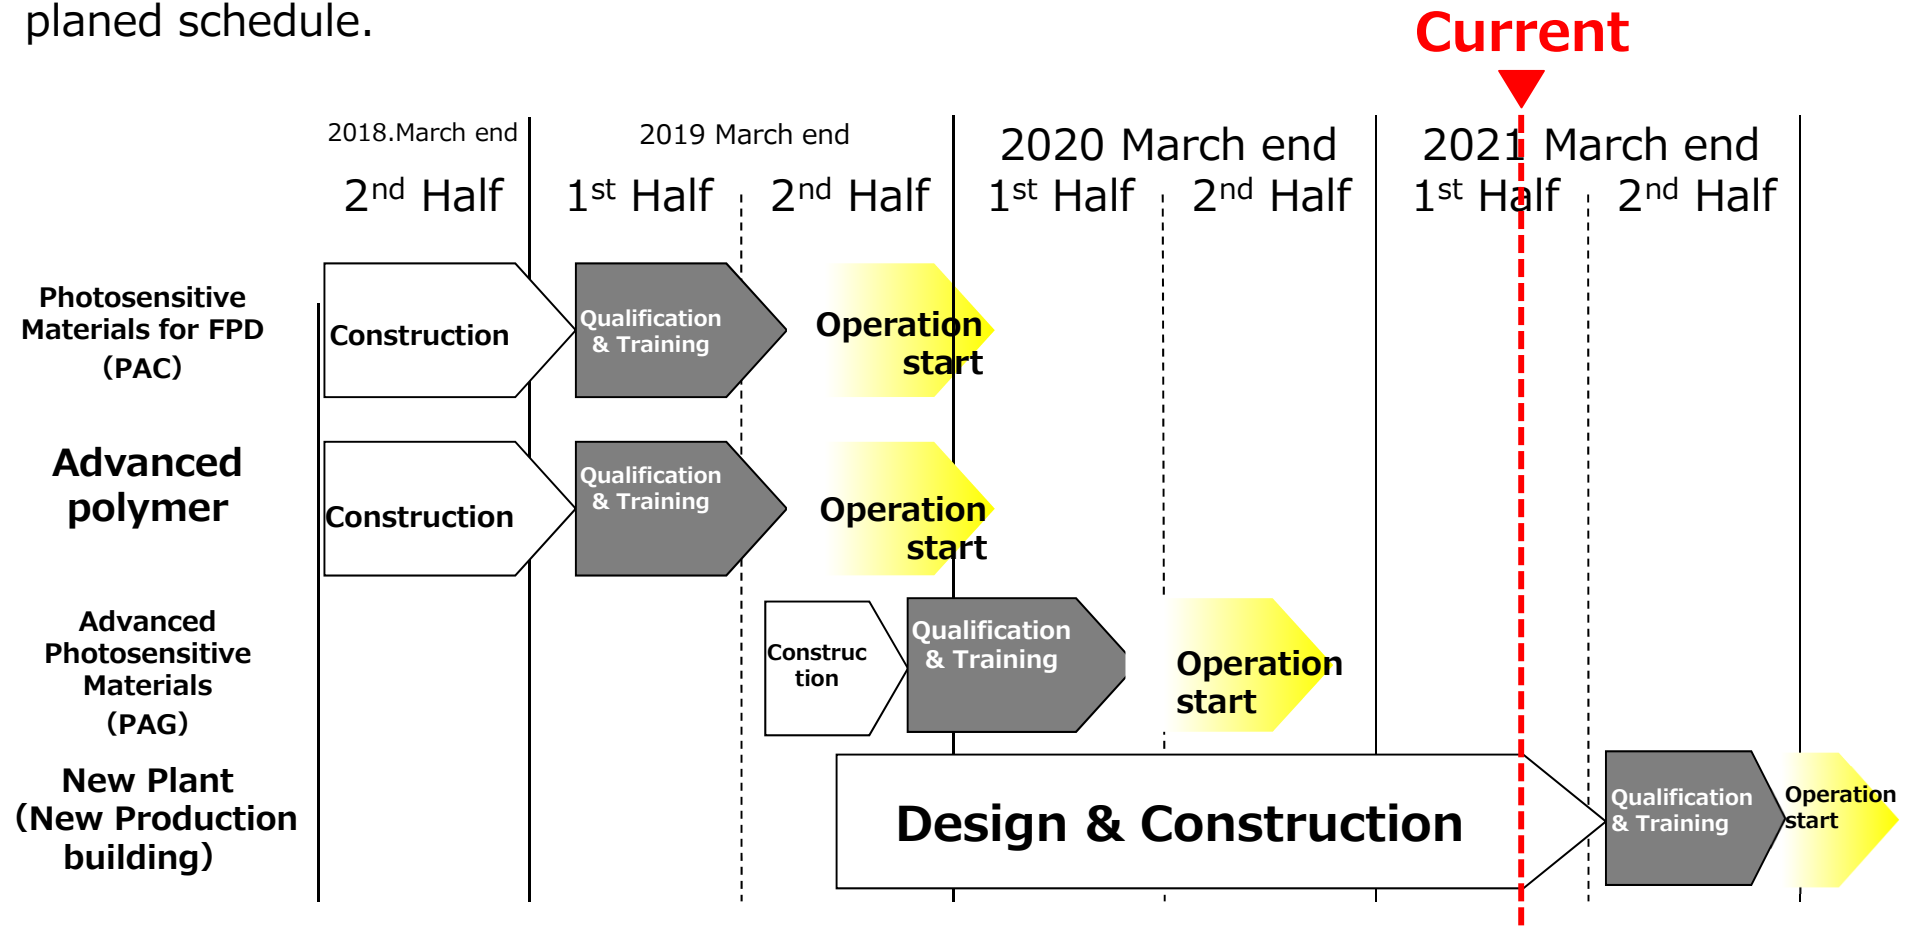 planed schedule.
Current
2018.March end
2019 March end
2020 March end
2021 March end
2nd Half
1st Half
2nd Half
1st Half
2nd Half
1st Half
2nd Half
Photosensitive
Materials for FPD
(PAC)
Construction
Qualification
& Training
Operation
start
Advanced
polymer
Construction
Qualification
& Training
Operation
start
Advanced
Photosensitive
Materials
(PAG)
Construc
tion
Qualification
& Training
Operation
start
New Plant
(New Production
building)
Design & Construction
Qualification
& Training
Operation
start